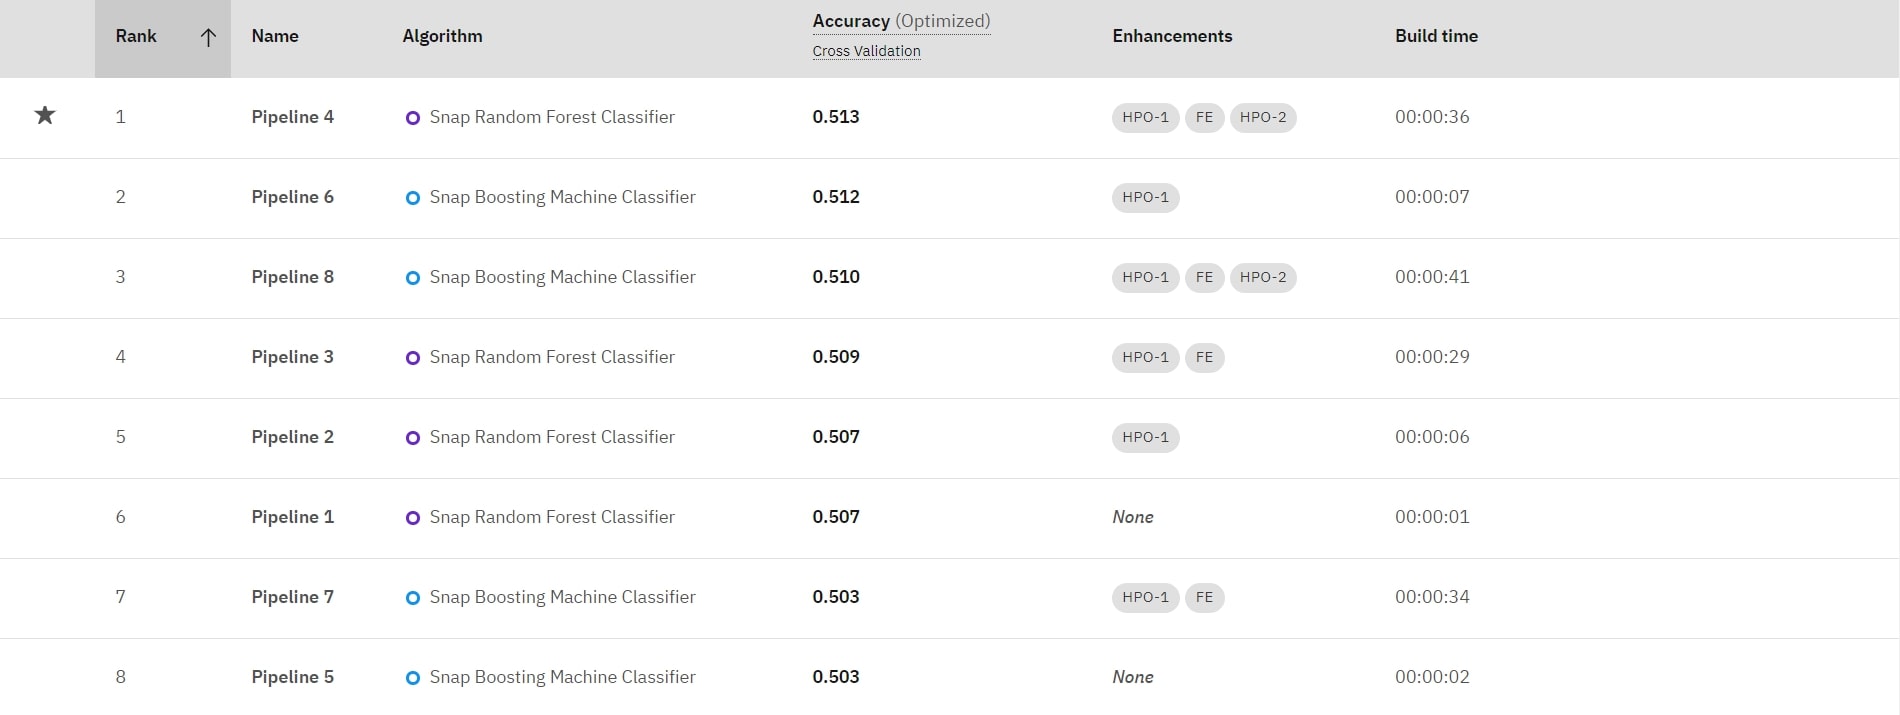 Rank Name Algorithm Accuracy (Optimized) Enhancements Build time
Cross Validation
1 Pipeline 4 Snap Random Forest Classifier 0.513 HPO-1 FE HPO-2 00:00:36
2 Pipeline 6 Snap Boosting Machine Classifier 0.512 HPO-1 00:00:07
3 Pipeline 8 Snap Boosting Machine Classifier 0.510 HPO-1 FE HPO-2 00:00:41
4 Pipeline 3 Snap Random Forest Classifier 0.509 HPO-1 FE 00:00:29
5 Pipeline 2 Snap Random Forest Classifier 0.507 HPO-1 00:00:06
6 Pipeline 1 Snap Random Forest Classifier 0.507 None 00:00:01
7 Pipeline 7 Snap Boosting Machine Classifier 0.503 HPO-1 FE 00:00:34
8 Pipeline 5 Snap Boosting Machine Classifier 0.503 None 00:00:02